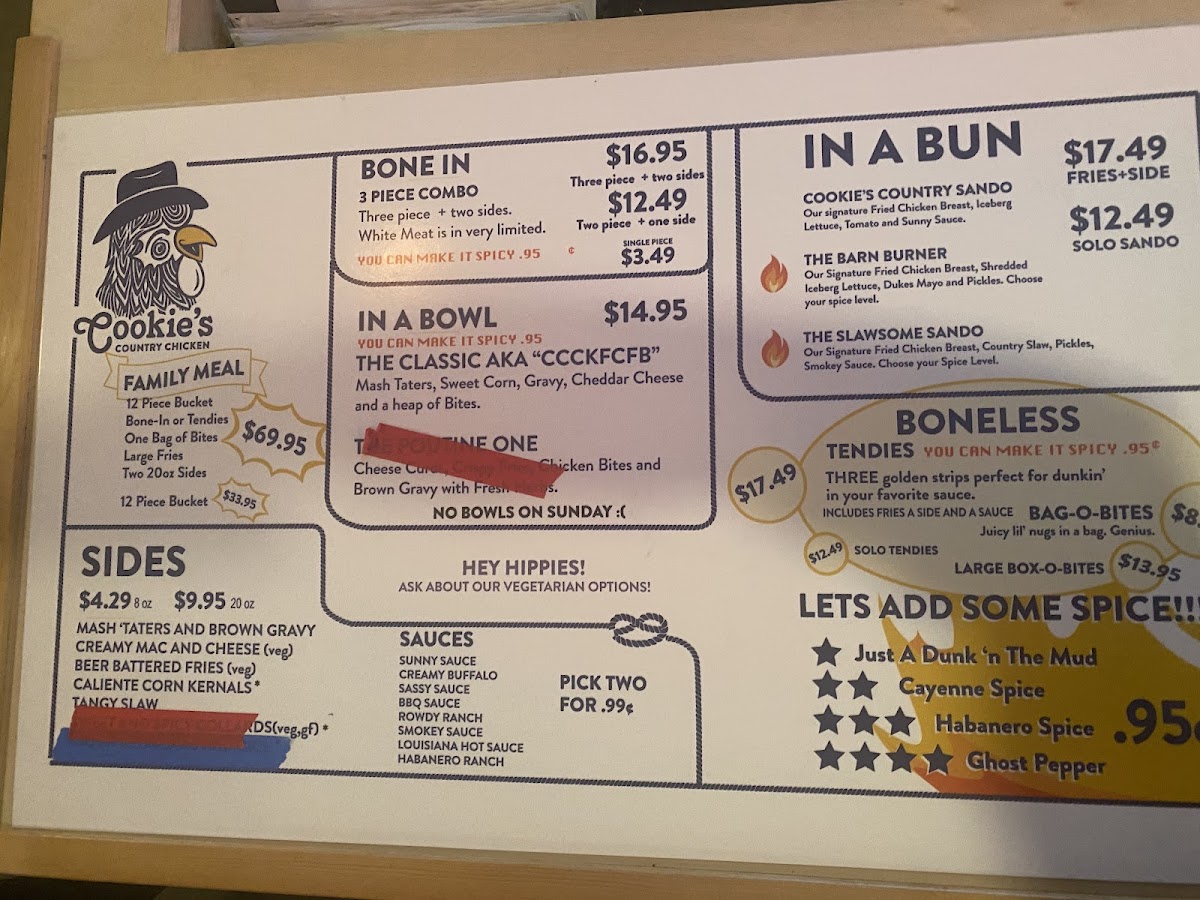 Cookie's
COUNTRY CHICKEN
FAMILY MEAL
12 Piece Bucket
Bone-In or Tendies
One Bag of Bites
Large Fries
Two 20oz Sides
$69.95
12 Piece Bucket
$33.95
BONE IN
3 PIECE COMBO
Three piece + two sides.
White Meat is in very limited.
YOU CAN MAKE IT SPICY .95 ¢
$16.95
Three piece + two sides
$12.49
Two piece + one side
SINGLE PIECE
$3.49
IN A BOWL $14.95
YOU CAN MAKE IT SPICY .95
THE CLASSIC AKA "CCCKFCFB"
Mash Taters, Sweet Corn, Gravy, Cheddar Cheese
and a heap of Bites.
THE POUTINE ONE
Cheese Chicken Bites and
Brown Gravy with Fresh
NO BOWLS ON SUNDAY :(
IN A BUN
$17.49
FRIES+SIDE
$12.49
SOLO SANDO
COOKIE'S COUNTRY SANDO
Our signature Fried Chicken Breast, Iceberg
Lettuce, Tomato and Sunny Sauce.
THE BARN BURNER
Our Signature Fried Chicken Breast, Shredded
Iceberg Lettuce, Dukes Mayo and Pickles. Choose
your spice level.
THE SLAWSOME SANDO
Our Signature Fried Chicken Breast, Country Slaw, Pickles,
Smokey Sauce. Choose your Spice Level.
BONELESS
TENDIES YOU CAN MAKE IT SPICY .95¢
$17.49
THREE golden strips perfect for dunkin'
in your favorite sauce.
INCLUDES FRIES A SIDE AND A SAUCE
BAG-O-BITES
Juicy lil' nugs in a bag. Genius.
$12.49 SOLO TENDIES
LARGE BOX-O-BITES $13.95
SIDES
$4.29 8 oz $9.95 20 oz
MASH 'TATERS AND BROWN GRAVY
CREAMY MAC AND CHEESE (veg)
BEER BATTERED FRIES (veg)
CALIENTE CORN KERNALS*
TANGY SLAW
AND SPICY COLLARDS(veg,gf) *
HEY HIPPIES!
ASK ABOUT OUR VEGETARIAN OPTIONS!
SAUCES
SUNNY SAUCE
CREAMY BUFFALO
SASSY SAUCE
BBQ SAUCE
ROWDY RANCH
SMOKEY SAUCE
LOUISIANA HOT SAUCE
HABANERO RANCH
PICK TWO
FOR .99¢
LETS ADD SOME SPICE!!!
Just A Dunk 'n The Mud
Cayenne Spice
Habanero Spice
Ghost Pepper
.95¢